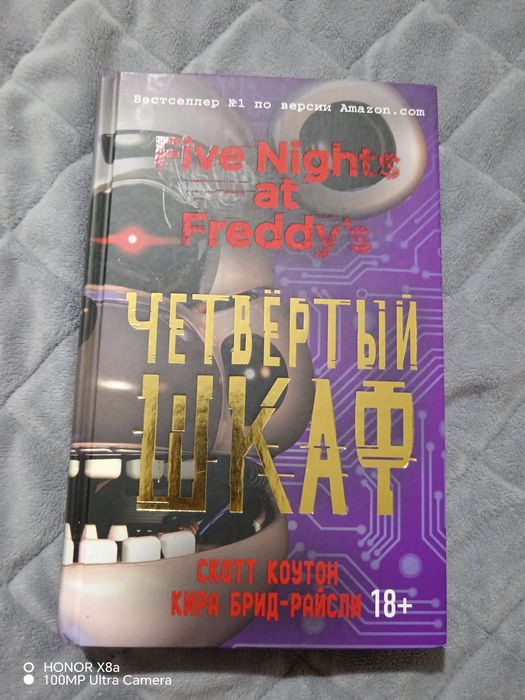 Бестселлер №1 по версии Amazon.com
Five Nights
at
Freddy's
ЧЕТВЁРТЫЙ
ШКАФ
СКОТТ КОУТОН
КИРА БРИД-РАЙСЛИ 18+
HONOR X8a
100MP Ultra Camera